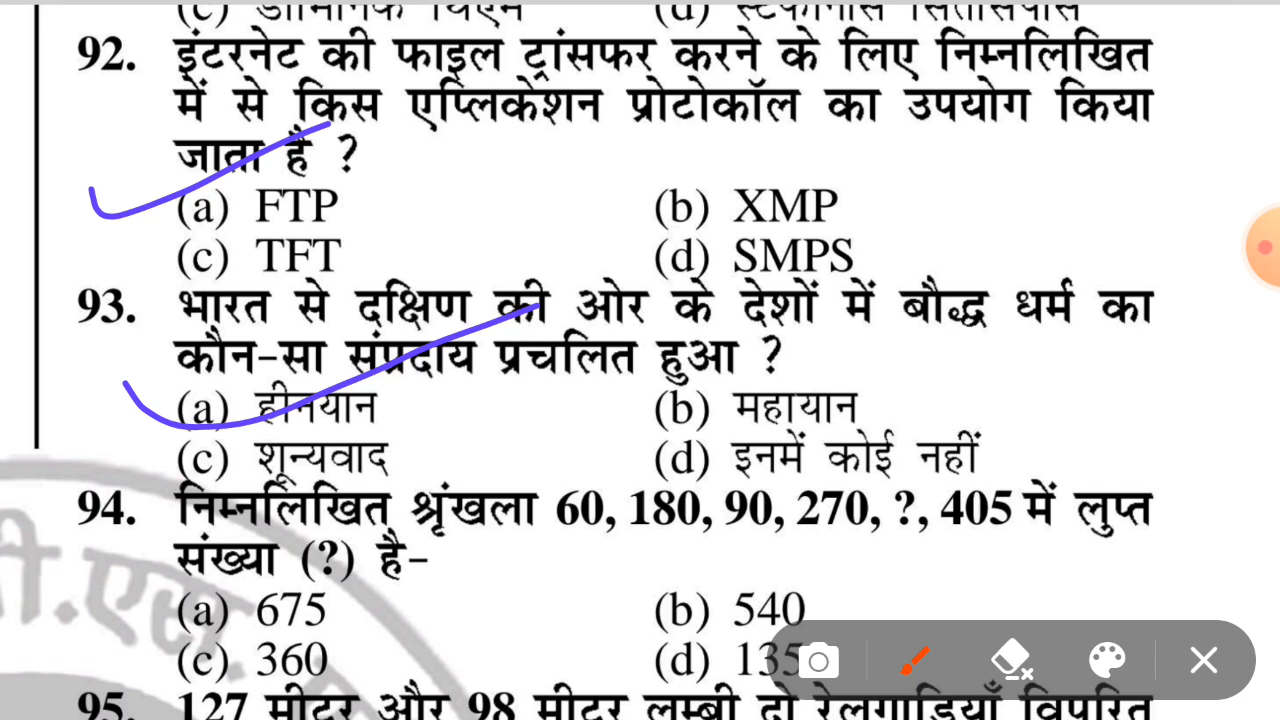 92. इंटरनेट की फाइल ट्रांसफर करने के लिए निम्नलिखित
में से किस एप्लिकेशन प्रोटोकॉल का उपयोग किया
जाता है ?
(a) FTP (b) XMP
(c) TFT (d) SMPS
93. भारत से दक्षिण की ओर के देशों में बौद्ध धर्म का
कौन-सा संप्रदाय प्रचलित हुआ ?
(a) हीनयान (b) महायान
(c) शून्यवाद (d) इनमें कोई नहीं
94. निम्नलिखित श्रृंखला 60, 180, 90, 270, ?, 405 में लुप्त
संख्या (?) है-
(a) 675 (b) 540
(c) 360 (d) 135
95. 127 मीटर और 98 मीटर लम्बी दो रेलगाड़ियाँ विपरित